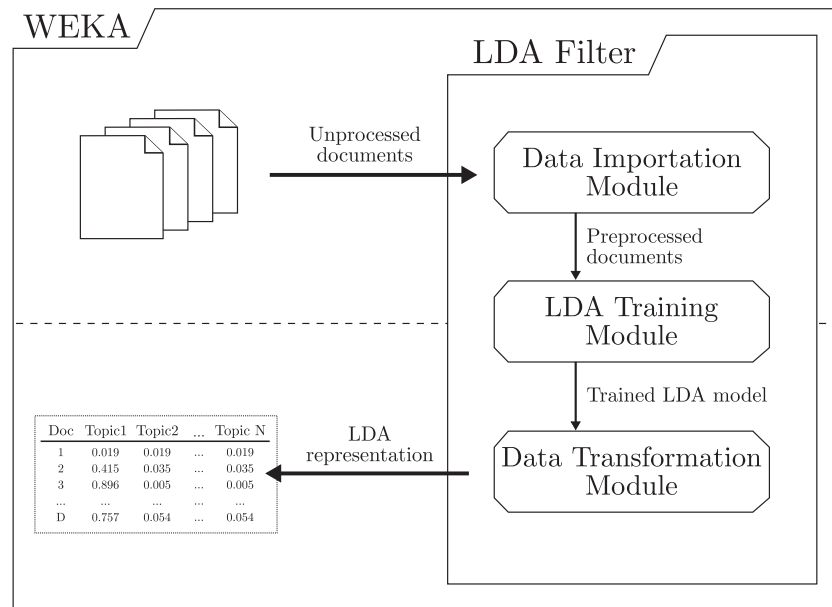 WEKA
LDA Filter
Unprocessed
documents
Data Importation
Module
Preprocessed
documents
LDA Training
Module
Trained LDA model
Data Transformation
Module
LDA
representation
Doc Topic1 Topic2 ... Topic N
1 0.019 0.019 ... 0.019
2 0.415 0.035 ... 0.035
3 0.896 0.005 ... 0.005
... ... ... ... ...
D 0.757 0.054 ... 0.054